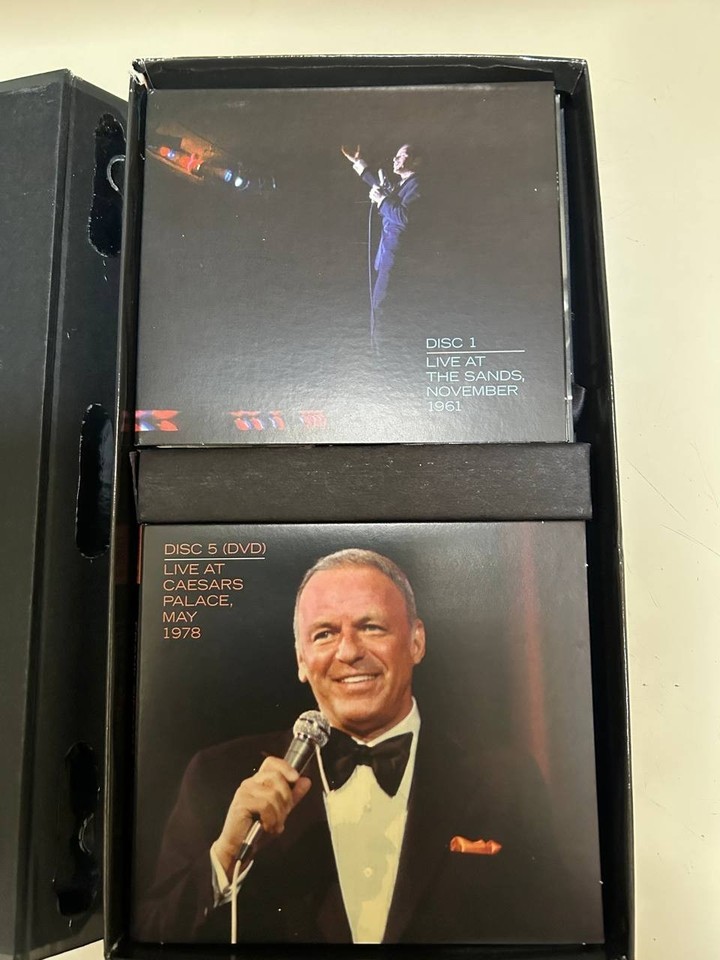 DISC 1
LIVE AT
THE SANDS,
NOVEMBER
1961
DISC 5 (DVD)
LIVE AT
CAESARS
PALACE,
MAY
1978